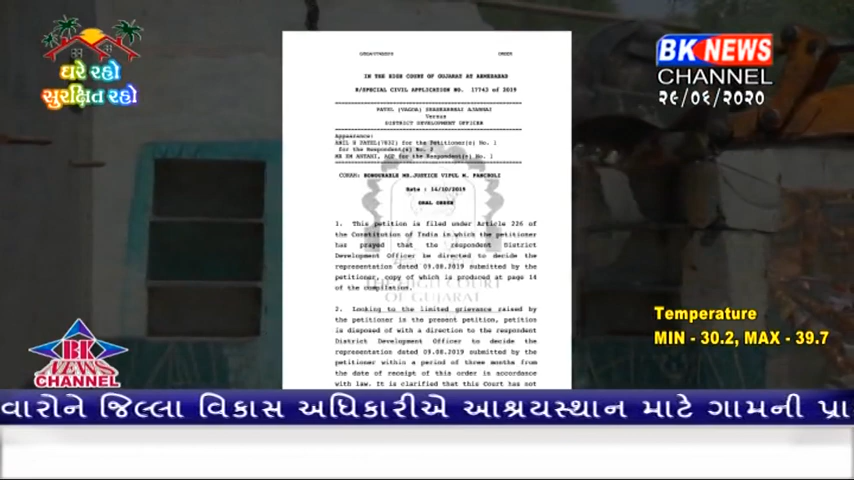 ઘરે રહો
સુરક્ષિત રહો
BK NEWS
CHANNEL
૨૯/૦૬/૨૦૨૦
ORDER
IN THE HIGH COURT OF GUJARAT AT AHMEDABAD
R/SPECIAL CIVIL APPLICATION NO. 17743 of 2019
Versus
DISTRICT DEVELOPMENT OFFICER
Appearance:
ANIL H PATEL(7032) for the Petitioner(s) No. 1
for the Respondent(s) No. 2
for the Respondent(s) No. 1
CORAM: HONOURABLE MR.JUSTICE VIPUL M. PANCHOLI
Date : 14/10/2019
ORAL ORDER
1. This petition is filed under Article 226 of
the Constitution of India in which the petitioner
has prayed that the respondent District
Development Officer be directed to decide the
representation dated 09.08.2019 submitted by the
petitioner, copy of which is produced at page 14
of the compilation.
THE HIGH COURT
OF GUJARAT
2. Looking to the limited grievance raised by
the petitioner in the present petition, petition
is disposed of with a direction to the respondent
District Development Officer to decide the
representation dated 09.08.2019 submitted by the
petitioner within a period of three months from
the date of receipt of this order in accordance
with law. It is clarified that this Court has not
Temperature
MIN - 30.2, MAX - 39.7
BK
NEWS
CHANNEL
વારોને જિલ્લા વિકાસ અધિકારીએ આશ્રયસ્થાન માટે ગામની પ્રા